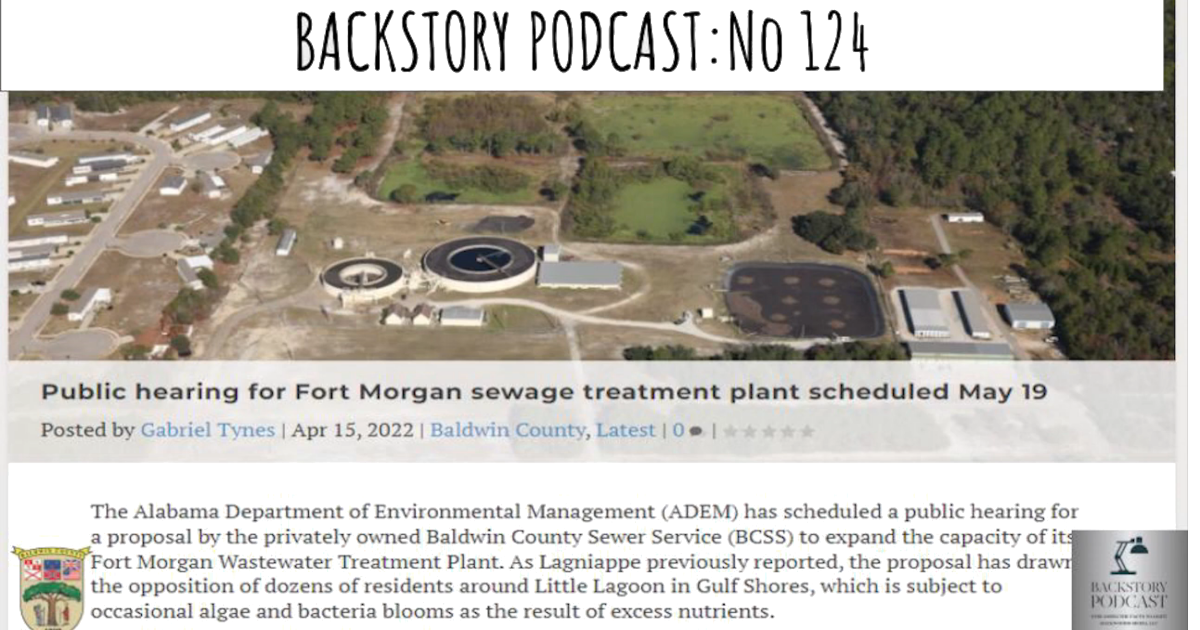 BACKSTORY PODCAST: No 124
Public hearing for Fort Morgan sewage treatment plant scheduled May 19
Posted by Gabriel Tynes | Apr 15, 2022 | Baldwin County, Latest | 0 |
The Alabama Department of Environmental Management (ADEM) has scheduled a public hearing for
a proposal by the privately owned Baldwin County Sewer Service (BCSS) to expand the capacity of its
Fort Morgan Wastewater Treatment Plant. As Lagniappe previously reported, the proposal has drawn
the opposition of dozens of residents around Little Lagoon in Gulf Shores, which is subject to
occasional algae and bacteria blooms as the result of excess nutrients.
BALDWIN COUNTY
BACKSTORY
PODCAST